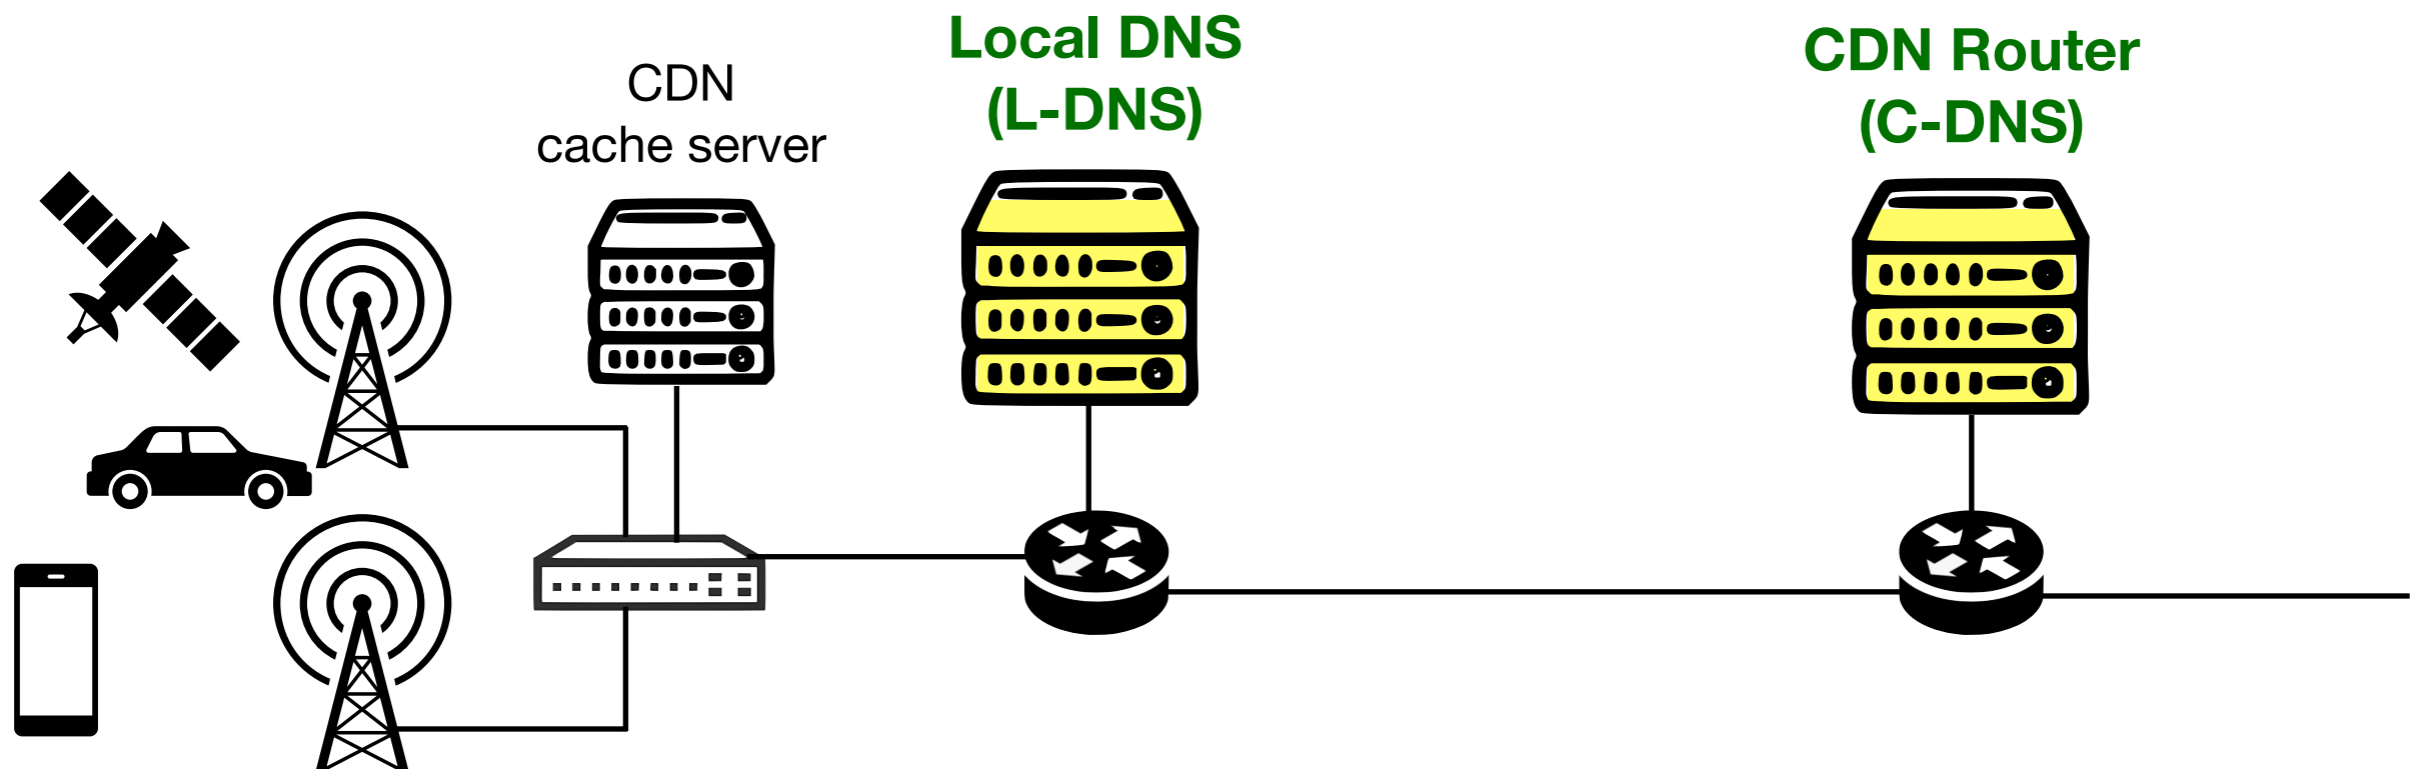 CDN
cache server
Local DNS
(L-DNS)
CDN Router
(C-DNS)